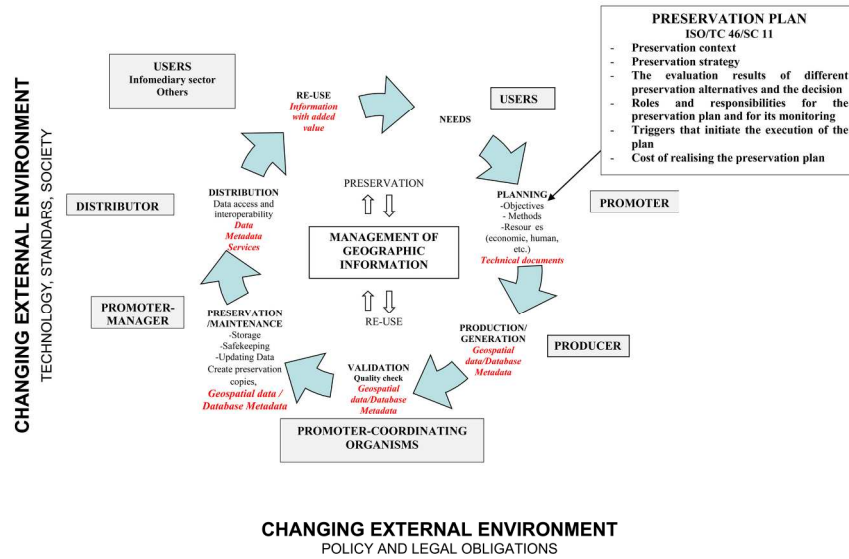 PRESERVATION PLAN
ISO/TC 46/SC 11
- Preservation context
- Preservation strategy
- The evaluation results of different
preservation alternatives and the decision
- Roles and responsibilities for the
preservation plan and for its monitoring
- Triggers that initiate the execution of the
plan
- Cost of realising the preservation plan
USERS
Infomediary sector
Others
RE-USE
Information
with added
value
NEEDS
USERS
DISTRIBUTOR
DISTRIBUTION
Data access and
interoperability
Data
Metadata
Services
PRESERVATION
MANAGEMENT OF
GEOGRAPHIC
INFORMATION
RE-USE
PLANNING
-Objectives
- Methods
- Resour es
(economic, human,
etc.)
Technical documents
PROMOTER
PROMOTER-
MANAGER
PRESERVATION
/MAINTENANCE
-Storage
-Safekeeping
-Updating Data
Create preservation
copies,
Geospatial data /
Database Metadata
VALIDATION
Quality check
Geospatial
data/Database
Metadata
PRODUCTION/
GENERATION
Geospatial
data/Database
Metadata
PRODUCER
PROMOTER-COORDINATING
ORGANISMS
CHANGING EXTERNAL ENVIRONMENT
TECHNOLOGY, STANDARS, SOCIETY
CHANGING EXTERNAL ENVIRONMENT
POLICY AND LEGAL OBLIGATIONS